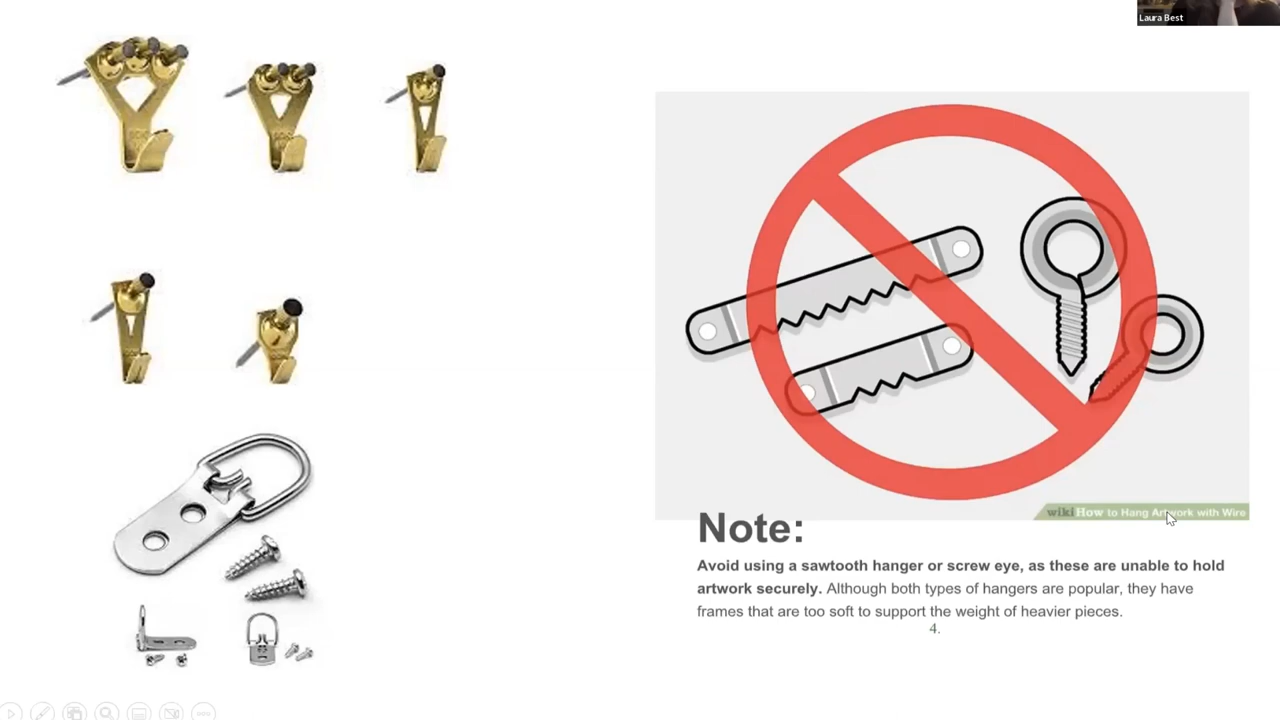 Laura Best
wikiHow to Hang Artwork with Wire
Note:
Avoid using a sawtooth hanger or screw eye, as these are unable to hold
artwork securely. Although both types of hangers are popular, they have
frames that are too soft to support the weight of heavier pieces.
4.